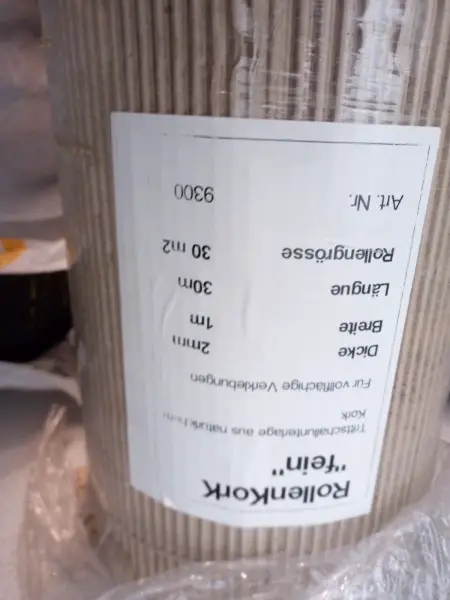 RollenKork
"fein"
Trittschallunterlage aus
Kork
Für vollflächige Verklebungen
Dicke 2mm
Breite 1m
Längue 30m
Rollengrösse 30 m2
Art. Nr. 9300